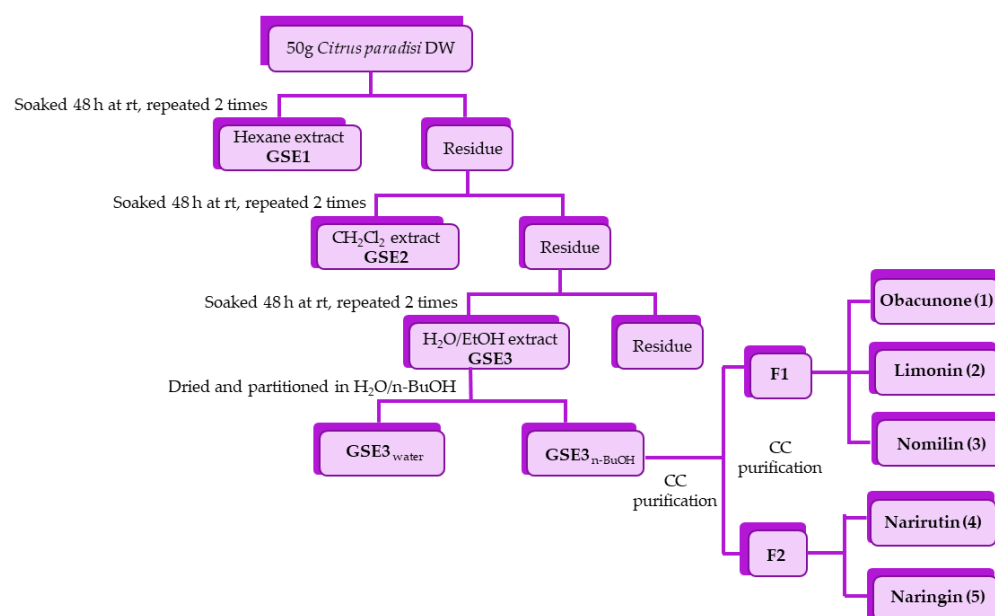 50g Citrus paradisi DW
Soaked 48 h at rt, repeated 2 times
Hexane extract
GSE1
Residue
Soaked 48 h at rt, repeated 2 times
CH₂Cl₂ extract
GSE2
Residue
Soaked 48 h at rt, repeated 2 times
H₂O/EtOH extract
GSE3
Residue
Dried and partitioned in H₂O/n-BuOH
GSE3 water
GSE3 n-BuOH
CC
purification
F1
CC
purification
F2
Obacunone (1)
Limonin (2)
Nomilin (3)
Narirutin (4)
Naringin (5)